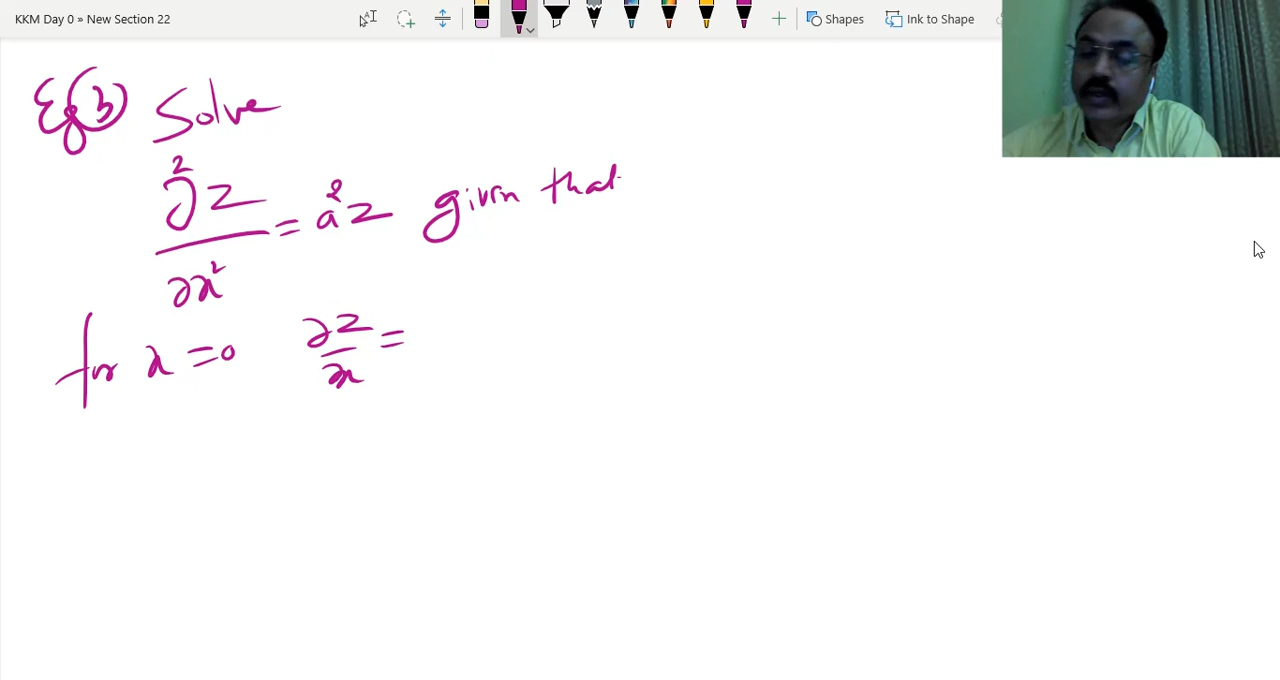 KKM Day 0 » New Section 22
Shapes
Ink to Shape
Eg(3) Solve
∂²z/∂x² = a²z given that
for x=0 ∂z/∂x =